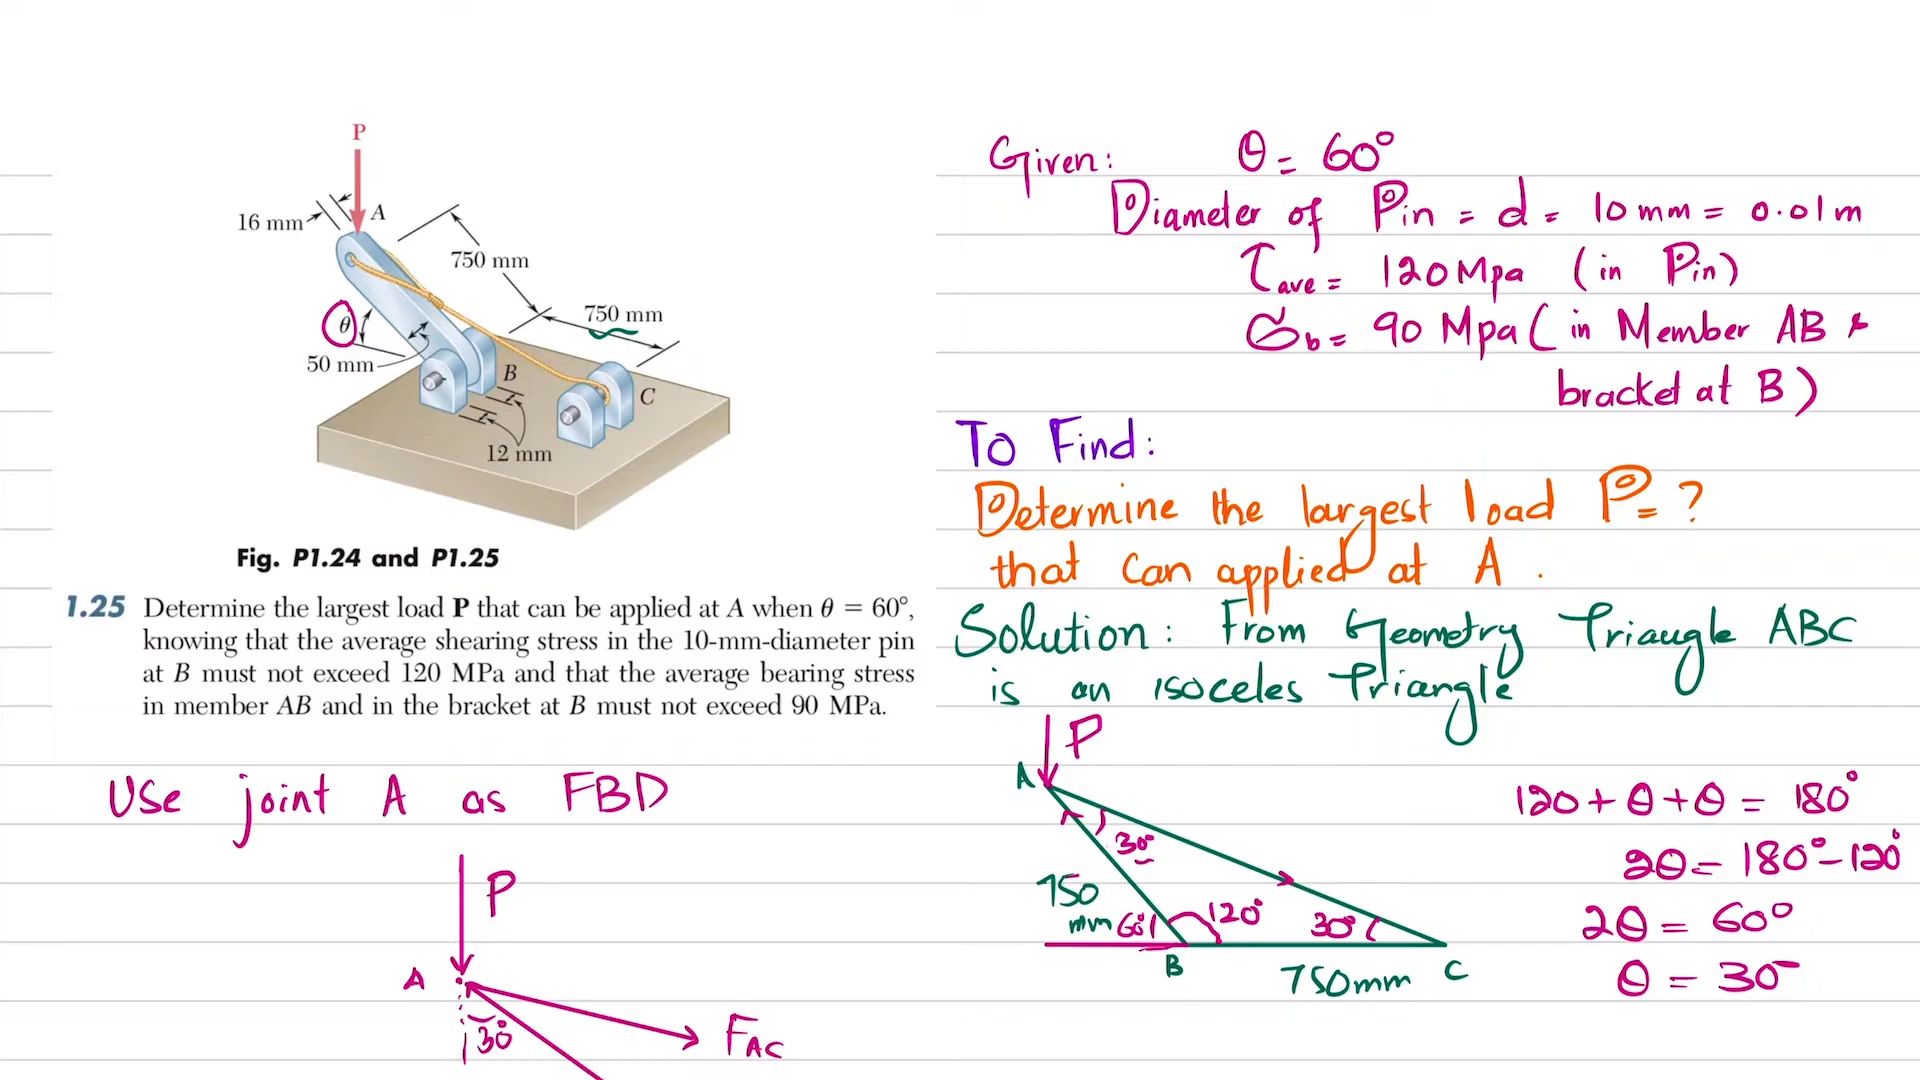 P
16 mm
A
750 mm
750 mm
θ
50 mm
B
C
12 mm
Fig. P1.24 and P1.25
1.25 Determine the largest load P that can be applied at A when θ = 60°,
knowing that the average shearing stress in the 10-mm-diameter pin
at B must not exceed 120 MPa and that the average bearing stress
in member AB and in the bracket at B must not exceed 90 MPa.
Use joint A as FBD
P
A
30°
FAC
Given: θ = 60°
Diameter of Pin = d = 10mm = 0.01m
τave = 120Mpa (in Pin)
σb = 90 Mpa (in Member AB &
bracket at B)
To Find:
Determine the largest load P = ?
that can applied at A.
Solution: From Geometry Triangle ABC
is an isoceles Triangle
P
A
30°
750
mm
60°
120°
30°
B
750mm
C
120 + θ + θ = 180°
2θ = 180° - 120°
2θ = 60°
θ = 30°